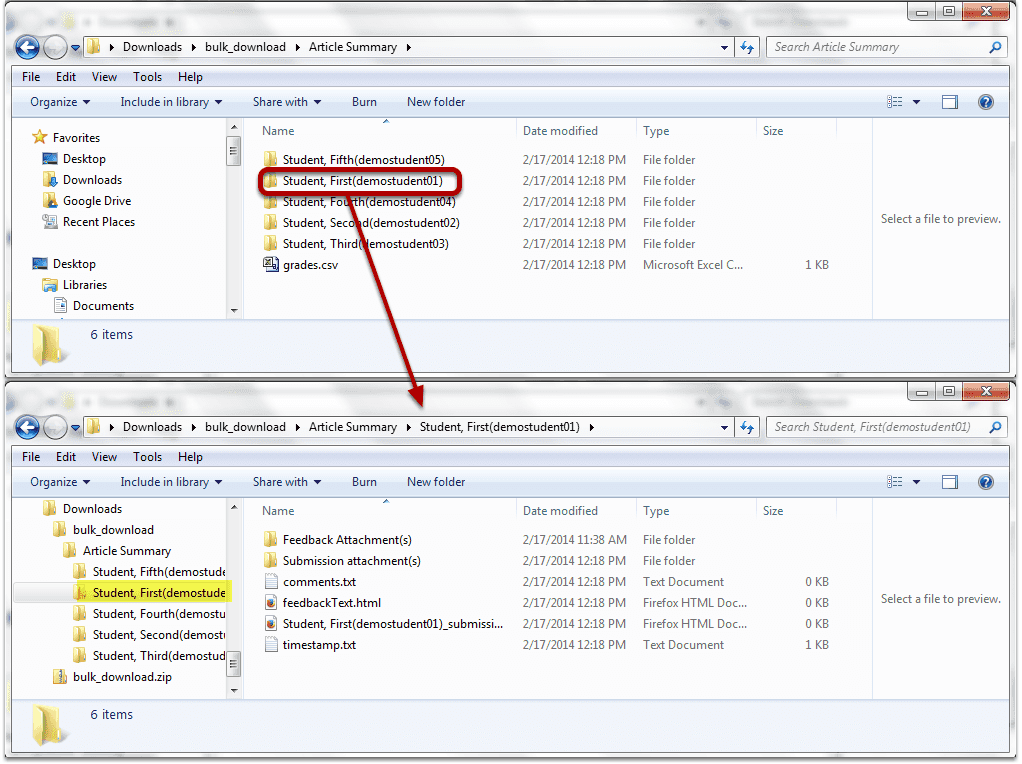 Downloads bulk_download Article Summary Search Article Summary
File Edit View Tools Help
Organize Include in library Share with Burn New folder
Name Date modified Type Size
Favorites
Desktop
Downloads
Google Drive
Recent Places
Desktop
Libraries
Documents
Student, Fifth(demostudent05) 2/17/2014 12:18 PM File folder
Student, First(demostudent01) 2/17/2014 12:18 PM File folder
Student, Fourth(demostudent04) 2/17/2014 12:18 PM File folder
Student, Second(demostudent02) 2/17/2014 12:18 PM File folder
Student, Third(demostudent03) 2/17/2014 12:18 PM File folder
grades.csv 2/17/2014 12:18 PM Microsoft Excel C... 1 KB
Select a file to preview.
6 items
Downloads bulk_download Article Summary Student, First(demostudent01) Search Student, First(demostudent01)
File Edit View Tools Help
Organize Include in library Share with Burn New folder
Name Date modified Type Size
Downloads
bulk_download
Article Summary
Student, Fifth(demostude
Student, First(demostude
Student, Fourth(demostu
Student, Second(demost
Student, Third(demostud
bulk_download.zip
Feedback Attachment(s) 2/17/2014 11:38 AM File folder
Submission attachment(s) 2/17/2014 12:18 PM File folder
comments.txt 2/17/2014 12:18 PM Text Document 0 KB
feedbackText.html 2/17/2014 12:18 PM Firefox HTML Doc... 0 KB
Student, First(demostudent01)_submissi... 2/17/2014 12:18 PM Firefox HTML Doc... 0 KB
timestamp.txt 2/17/2014 12:18 PM Text Document 1 KB
Select a file to preview.
6 items